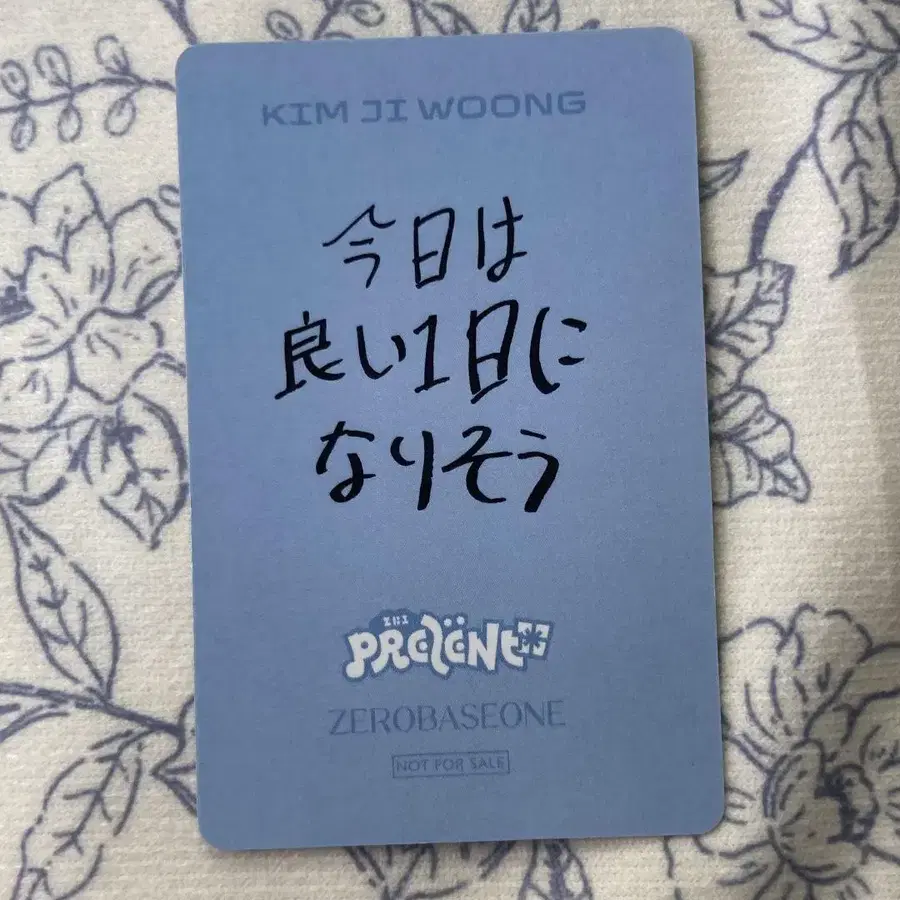 KIM JI WOONG
今日は
良い1日に
なりそう
PREZENT
ZEROBASEONE
NOT FOR SALE